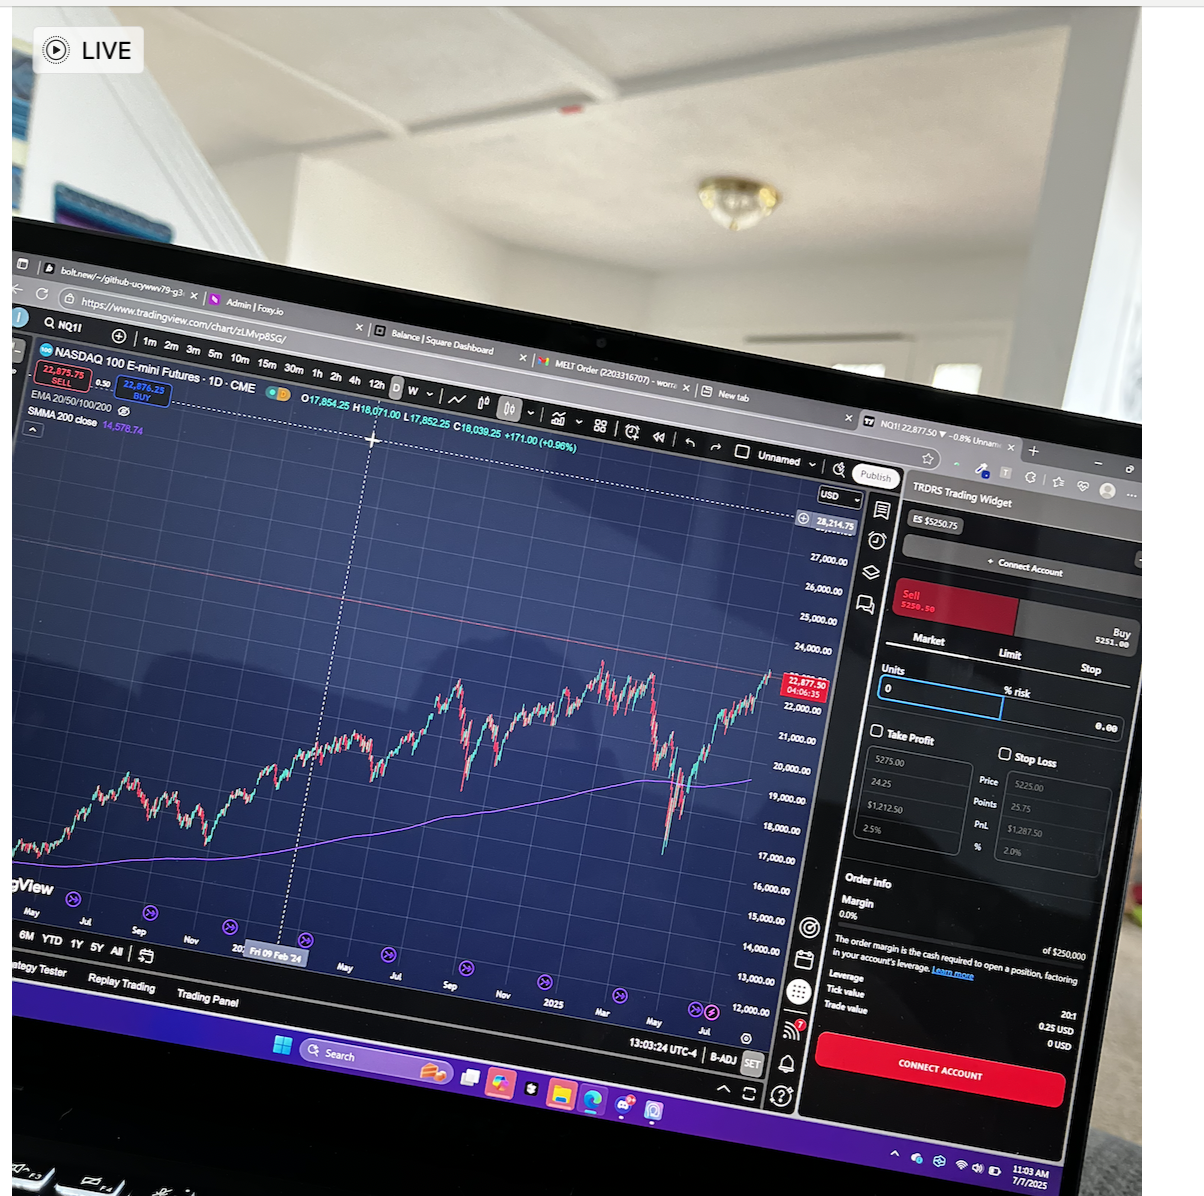 LIVE
bolt.new/~/github-ucywwv79-g3
Admin | Foxy.io
Balance | Square Dashboard
MELT Order (2203316707) - worra
New tab
NQ1! 22,877.50 ▼ -0.8% Unnam
https://www.tradingview.com/chart/zLMvp8SG/
NQ1!
1m 2m 3m 5m 10m 15m 30m 1h 2h 4h 12h D W
Unnamed
Publish
NASDAQ 100 E-mini Futures · 1D · CME
O17,854.25 H18,071.00 L17,852.25 C18,039.25 +171.00 (+0.96%)
22,875.75
SELL
0.50
22,876.25
BUY
EMA 20/50/100/200
SMMA 200 close 14,578.74
USD
28,214.75
27,000.00
26,000.00
25,000.00
24,000.00
22,877.50
04:06:35
22,000.00
21,000.00
20,000.00
19,000.00
18,000.00
17,000.00
16,000.00
15,000.00
14,000.00
13,000.00
12,000.00
gView
May Jul Sep Nov 20 Fri 09 Feb '24 May Jul Sep Nov 2025 Mar May Jul
6M YTD 1Y 5Y All
13:03:24 UTC-4 B-ADJ SET
ategy Tester Replay Trading Trading Panel
TRDRS Trading Widget
ES $5250.75
+ Connect Account
Sell
5250.50
Buy
5251.00
Market Limit Stop
Units
% risk
0
0.00
Take Profit
Stop Loss
5275.00 Price 5225.00
24.25 Points 25.75
$1,212.50 PnL $1,287.50
2.5% % 2.0%
Order info
Margin
0.0%
of $250,000
The order margin is the cash required to open a position, factoring
in your account's leverage. Learn more
Leverage 20:1
Tick value 0.25 USD
Trade value 0 USD
CONNECT ACCOUNT
7
Search
11:03 AM
7/7/2025
F3
F4